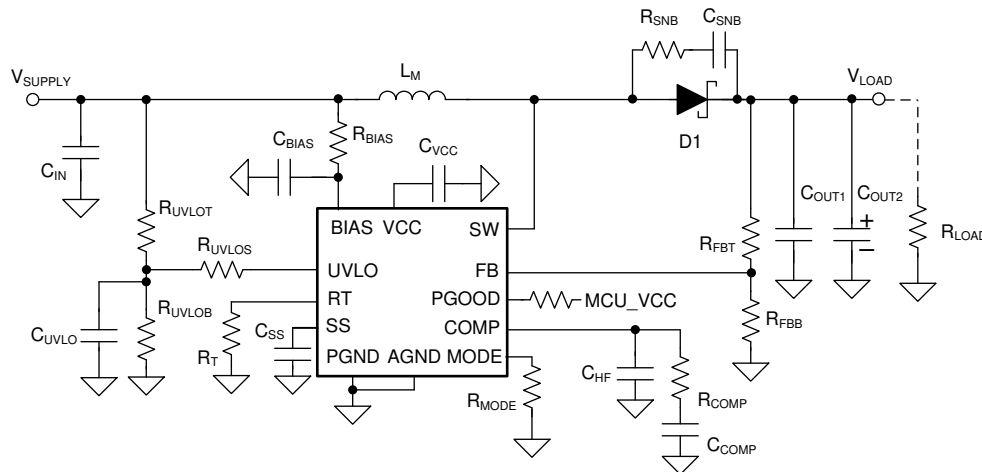 RSNB
CSNB
VSUPPLY
LM
VLOAD
D1
CBIAS
RBIAS
CVCC
CIN
RUVLOT
BIAS VCC
SW
COUT1
COUT2
+
−
RLOAD
RUVLOS
UVLO
FB
RFBT
RT
PGOOD
MCU_VCC
CUVLO
RUVLOB
RT
CSS
SS
COMP
RFBB
PGND AGND MODE
RMODE
CHF
RCOMP
CCOMP